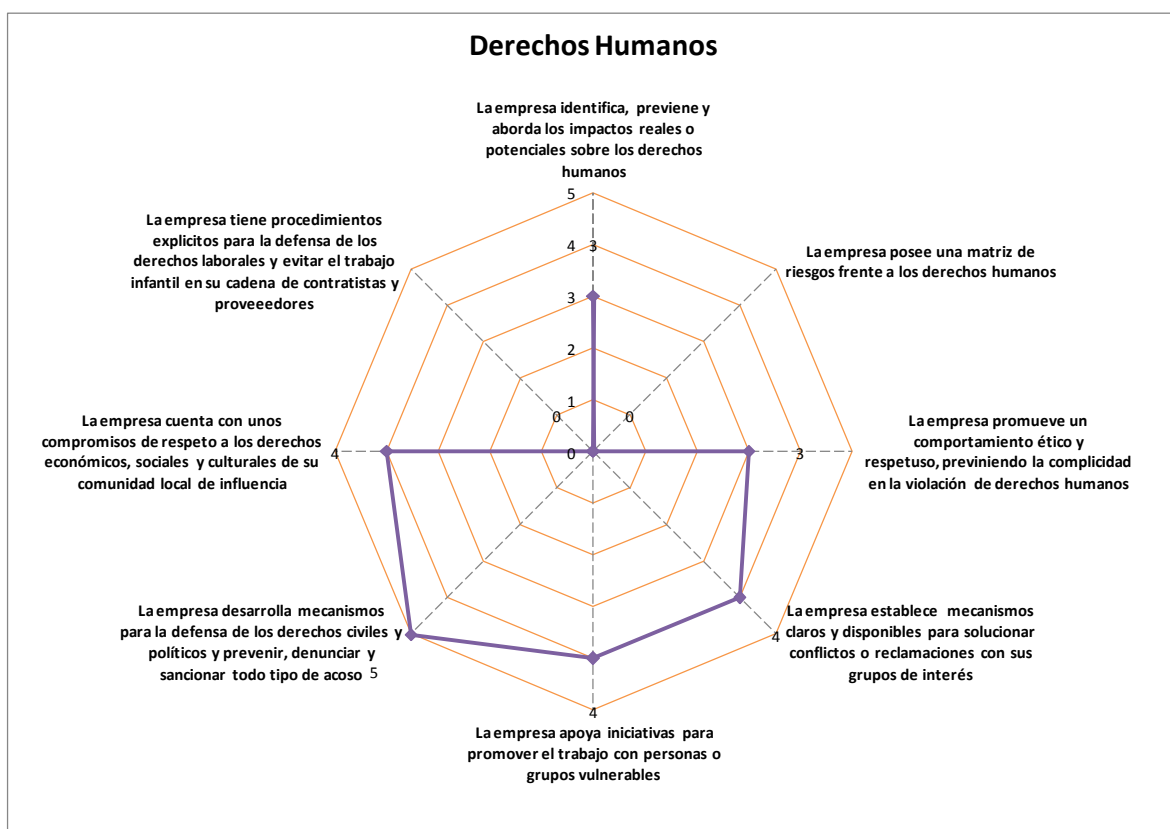 Derechos Humanos
La empresa identifica, previene y
aborda los impactos reales o
potenciales sobre los derechos
humanos
5
4
3
3
2
1
0
0
0
La empresa posee una matriz de
riesgos frente a los derechos humanos
La empresa promueve un
comportamiento ético y
respetuso, previniendo la complicidad
en la violación de derechos humanos
3
La empresa establece mecanismos
claros y disponibles para solucionar
conflictos o reclamaciones con sus
grupos de interés
4
4
La empresa apoya iniciativas para
promover el trabajo con personas o
grupos vulnerables
La empresa desarrolla mecanismos
para la defensa de los derechos civiles y
políticos y prevenir, denunciar y
sancionar todo tipo de acoso 5
La empresa cuenta con unos
compromisos de respeto a los derechos
económicos, sociales y culturales de su
comunidad local de influencia
4
La empresa tiene procedimientos
explicitos para la defensa de los
derechos laborales y evitar el trabajo
infantil en su cadena de contratistas y
proveeedores